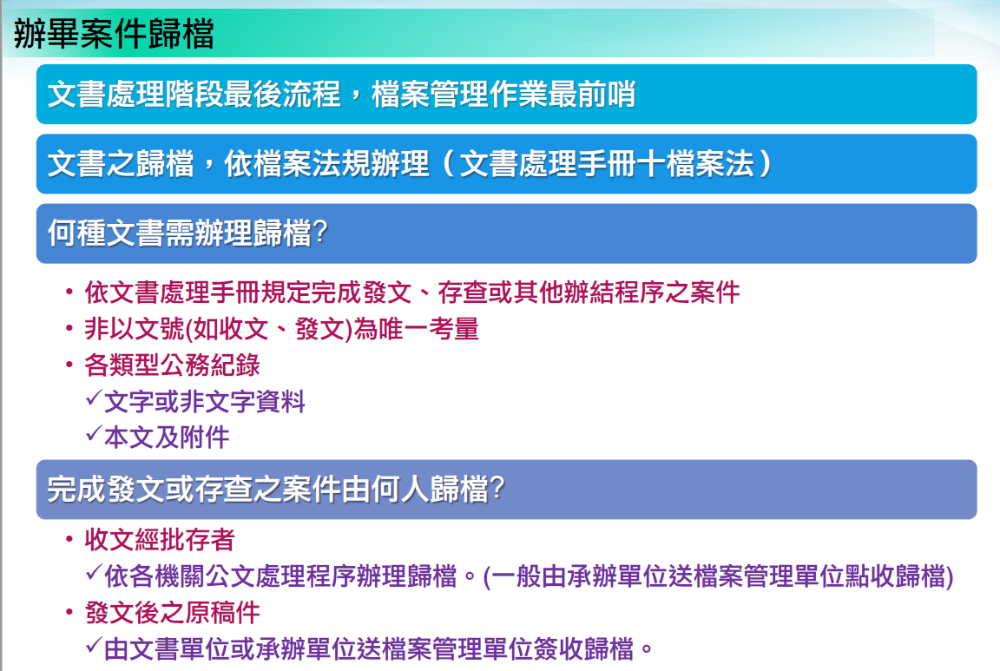 辦畢案件歸檔
文書處理階段最後流程，檔案管理作業最前哨
文書之歸檔，依檔案法規辦理（文書處理手冊十檔案法）
何種文書需辦理歸檔?
• 依文書處理手冊規定完成發文、存查或其他辦結程序之案件
• 非以文號(如收文、發文)為唯一考量
• 各類型公務紀錄
✓文字或非文字資料
✓本文及附件
完成發文或存查之案件由何人歸檔?
• 收文經批存者
✓依各機關公文處理程序辦理歸檔。(一般由承辦單位送檔案管理單位點收歸檔)
• 發文後之原稿件
✓由文書單位或承辦單位送檔案管理單位簽收歸檔。